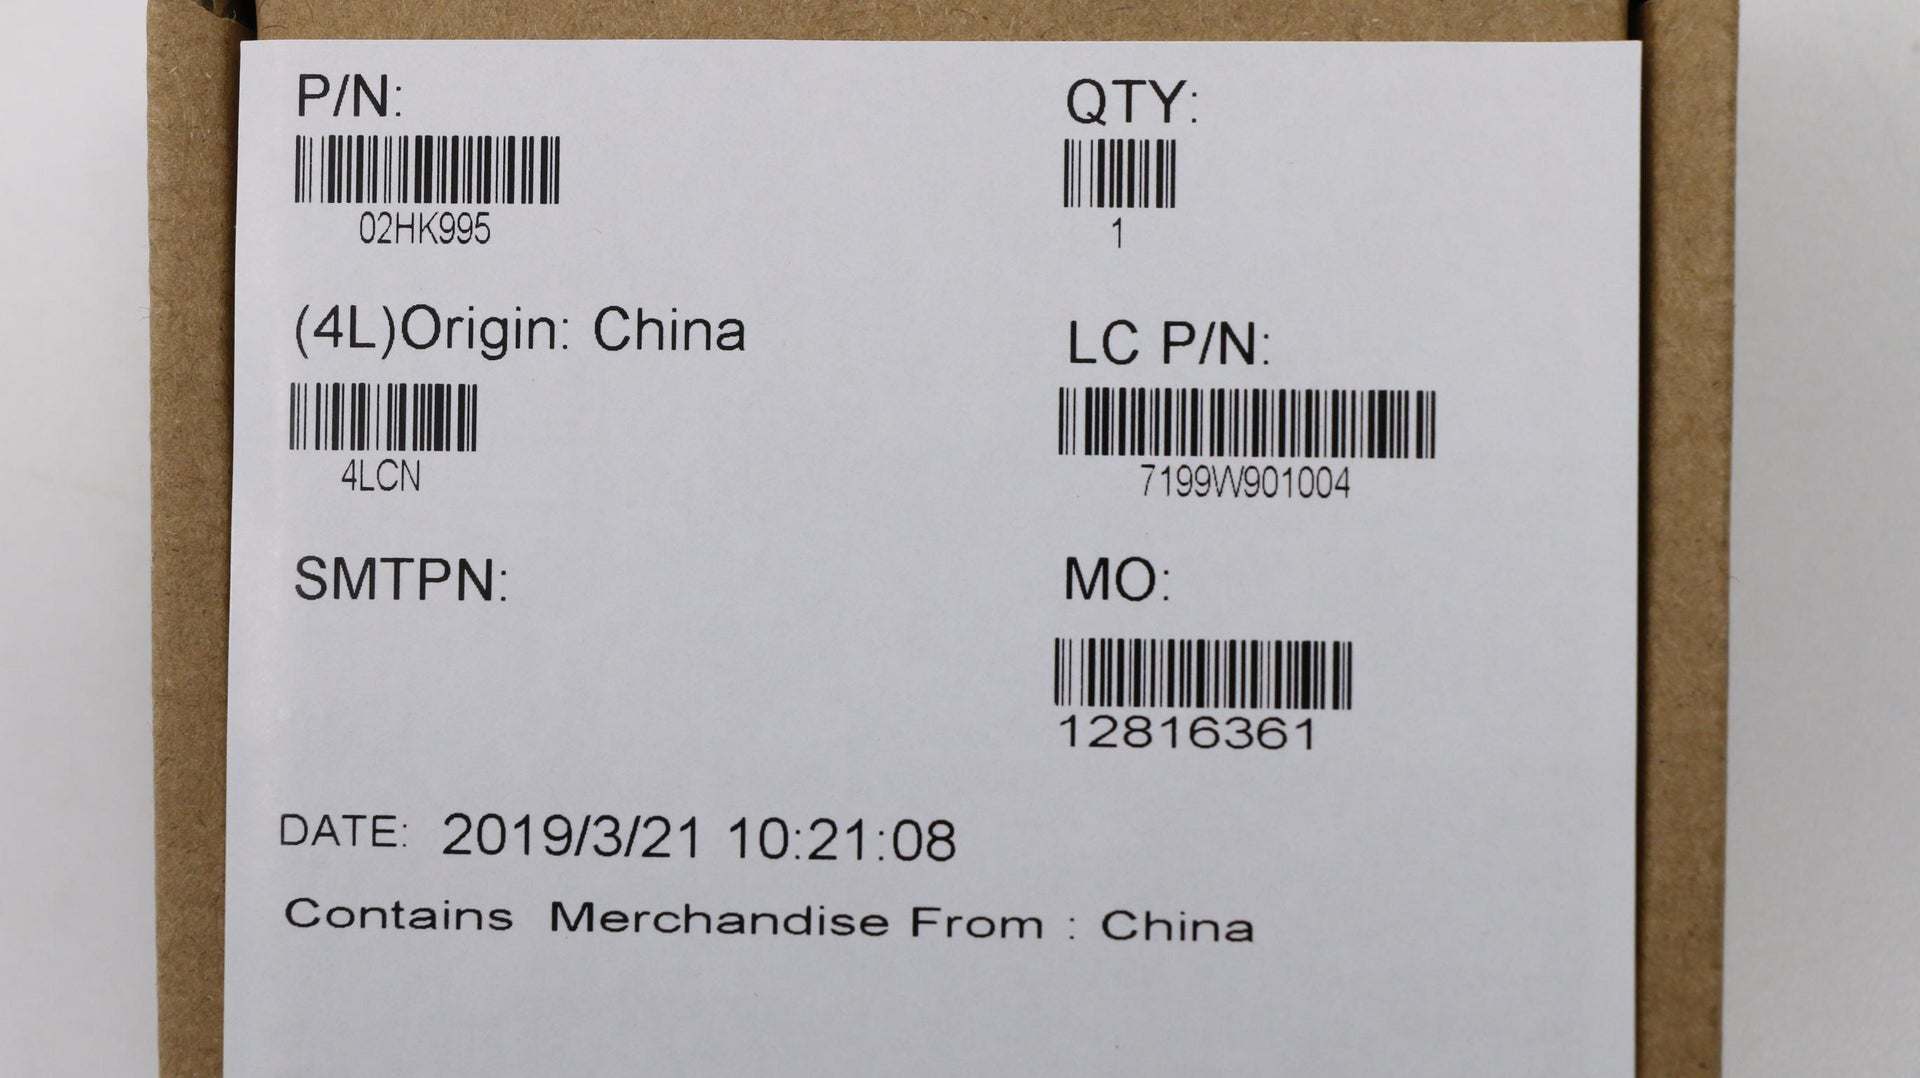 P/N:
02HK995
QTY:
1
(4L)Origin: China
4LCN
LC P/N:
7199W901004
SMTPN:
MO:
12816361
DATE: 2019/3/21 10:21:08
Contains Merchandise From : China